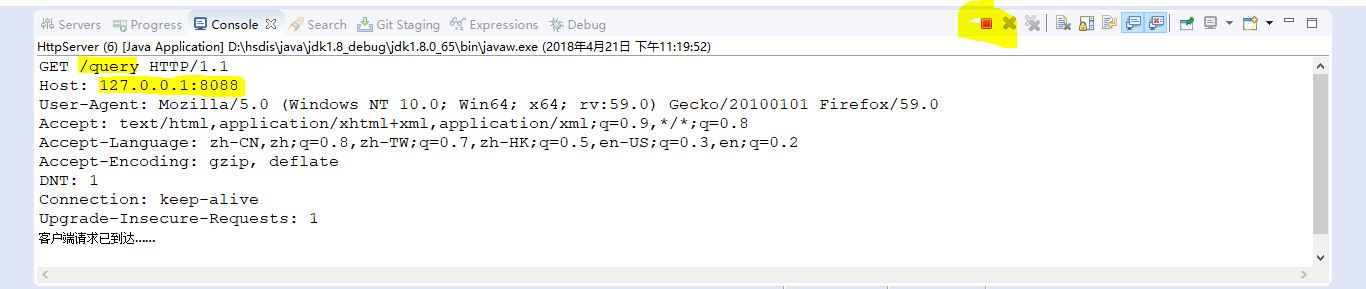 Servers Progress Console Search Git Staging Expressions Debug
HttpServer (6) [Java Application] D:\hsdis\java\jdk1.8_debug\jdk1.8.0_65\bin\javaw.exe (2018年4月21日 下午11:19:52)
GET /query HTTP/1.1
Host: 127.0.0.1:8088
User-Agent: Mozilla/5.0 (Windows NT 10.0; Win64; x64; rv:59.0) Gecko/20100101 Firefox/59.0
Accept: text/html,application/xhtml+xml,application/xml;q=0.9,*/*;q=0.8
Accept-Language: zh-CN,zh;q=0.8,zh-TW;q=0.7,zh-HK;q=0.5,en-US;q=0.3,en;q=0.2
Accept-Encoding: gzip, deflate
DNT: 1
Connection: keep-alive
Upgrade-Insecure-Requests: 1
客户端请求已到达......